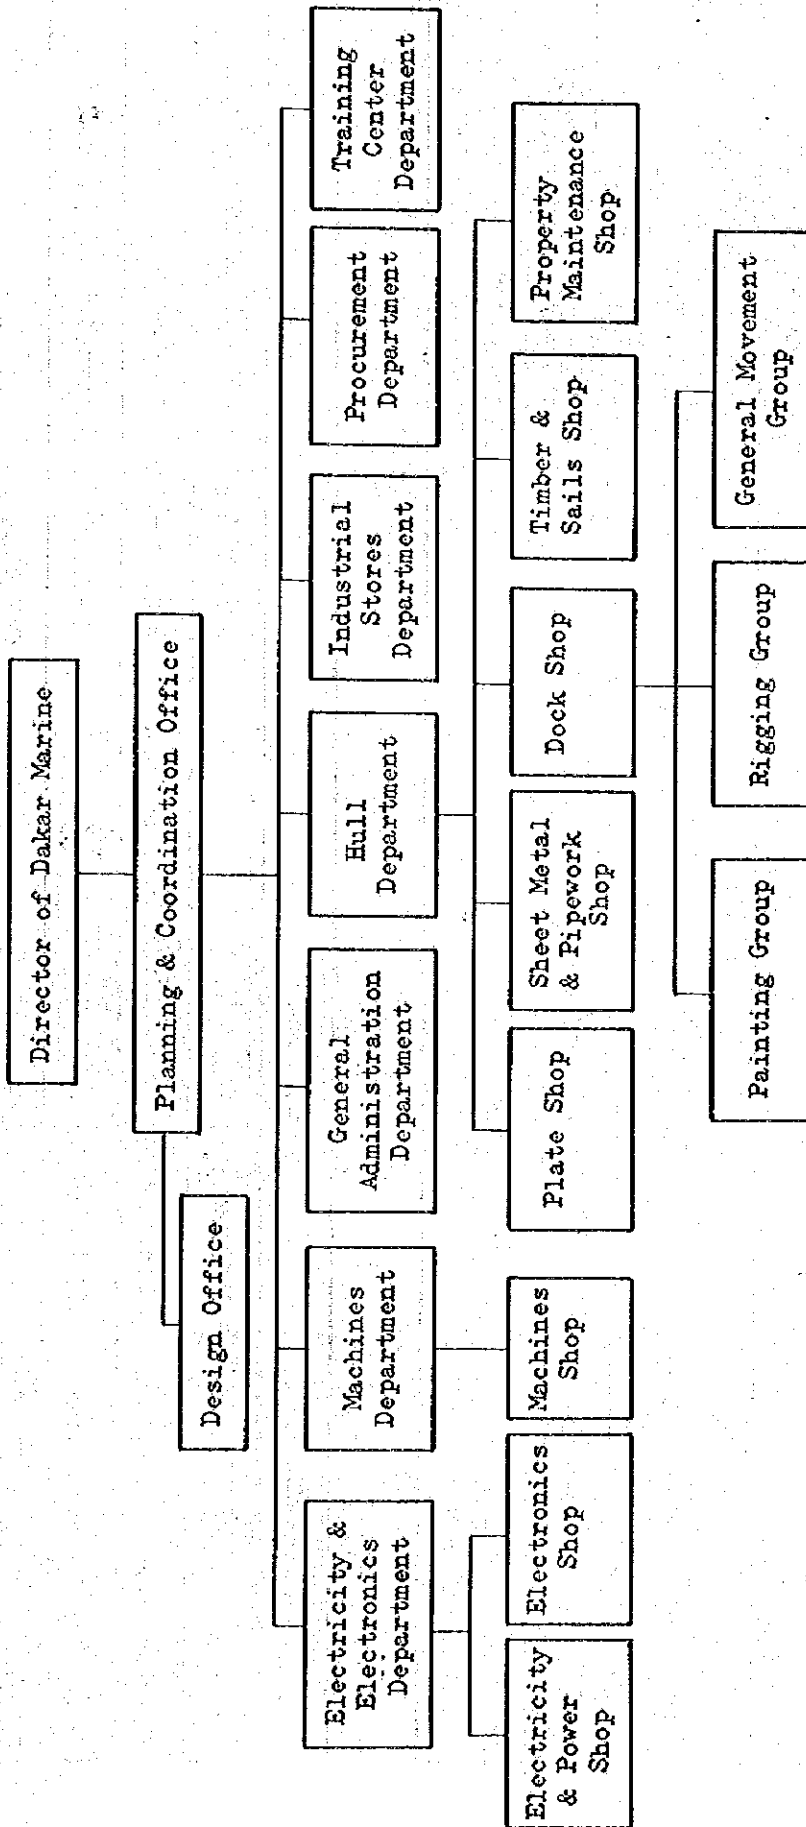 Director of Dakar Marine
Planning & Coordination Office
Design Office
Electricity &
Electronics
Department
Machines
Department
General
Administration
Department
Hull
Department
Industrial
Stores
Department
Procurement
Department
Training
Center
Department
Electricity
& Power
Shop
Electronics
Shop
Machines
Shop
Plate Shop
Sheet Metal
& Pipework
Shop
Dock Shop
Timber &
Sails Shop
Property
Maintenance
Shop
Painting Group
Rigging Group
General Movement
Group